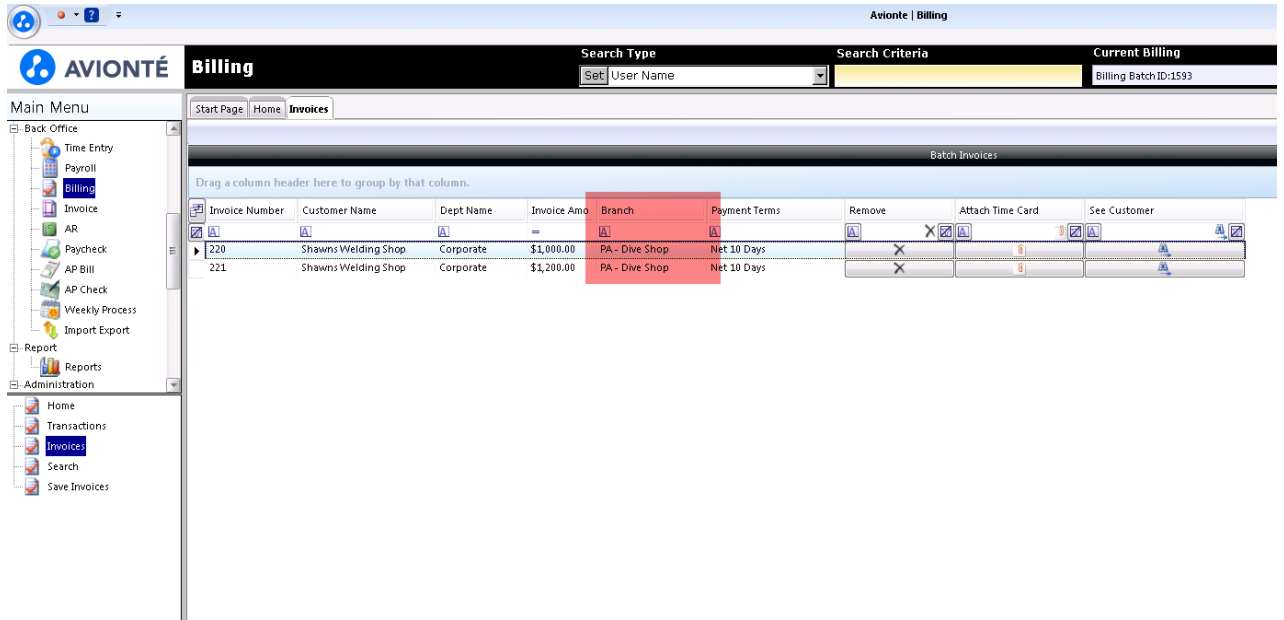 Avionte | Billing
AVIONTÉ
Billing
Search Type
Set User Name
Search Criteria
Current Billing
Billing Batch ID:1593
Main Menu
Back Office
Time Entry
Payroll
Billing
Invoice
AR
Paycheck
AP Bill
AP Check
Weekly Process
Import Export
Report
Reports
Administration
Home
Transactions
Invoices
Search
Save Invoices
Start Page Home Invoices
Batch Invoices
Drag a column header here to group by that column.
Invoice Number Customer Name Dept Name Invoice Amo Branch Payment Terms Remove Attach Time Card See Customer
A A A = A A A A A
220 Shawns Welding Shop Corporate $1,000.00 PA - Dive Shop Net 10 Days
221 Shawns Welding Shop Corporate $1,200.00 PA - Dive Shop Net 10 Days